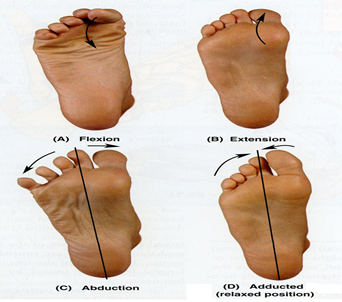 (A) Flexion
(B) Extension
(C) Abduction
(D) Adducted
(relaxed position)